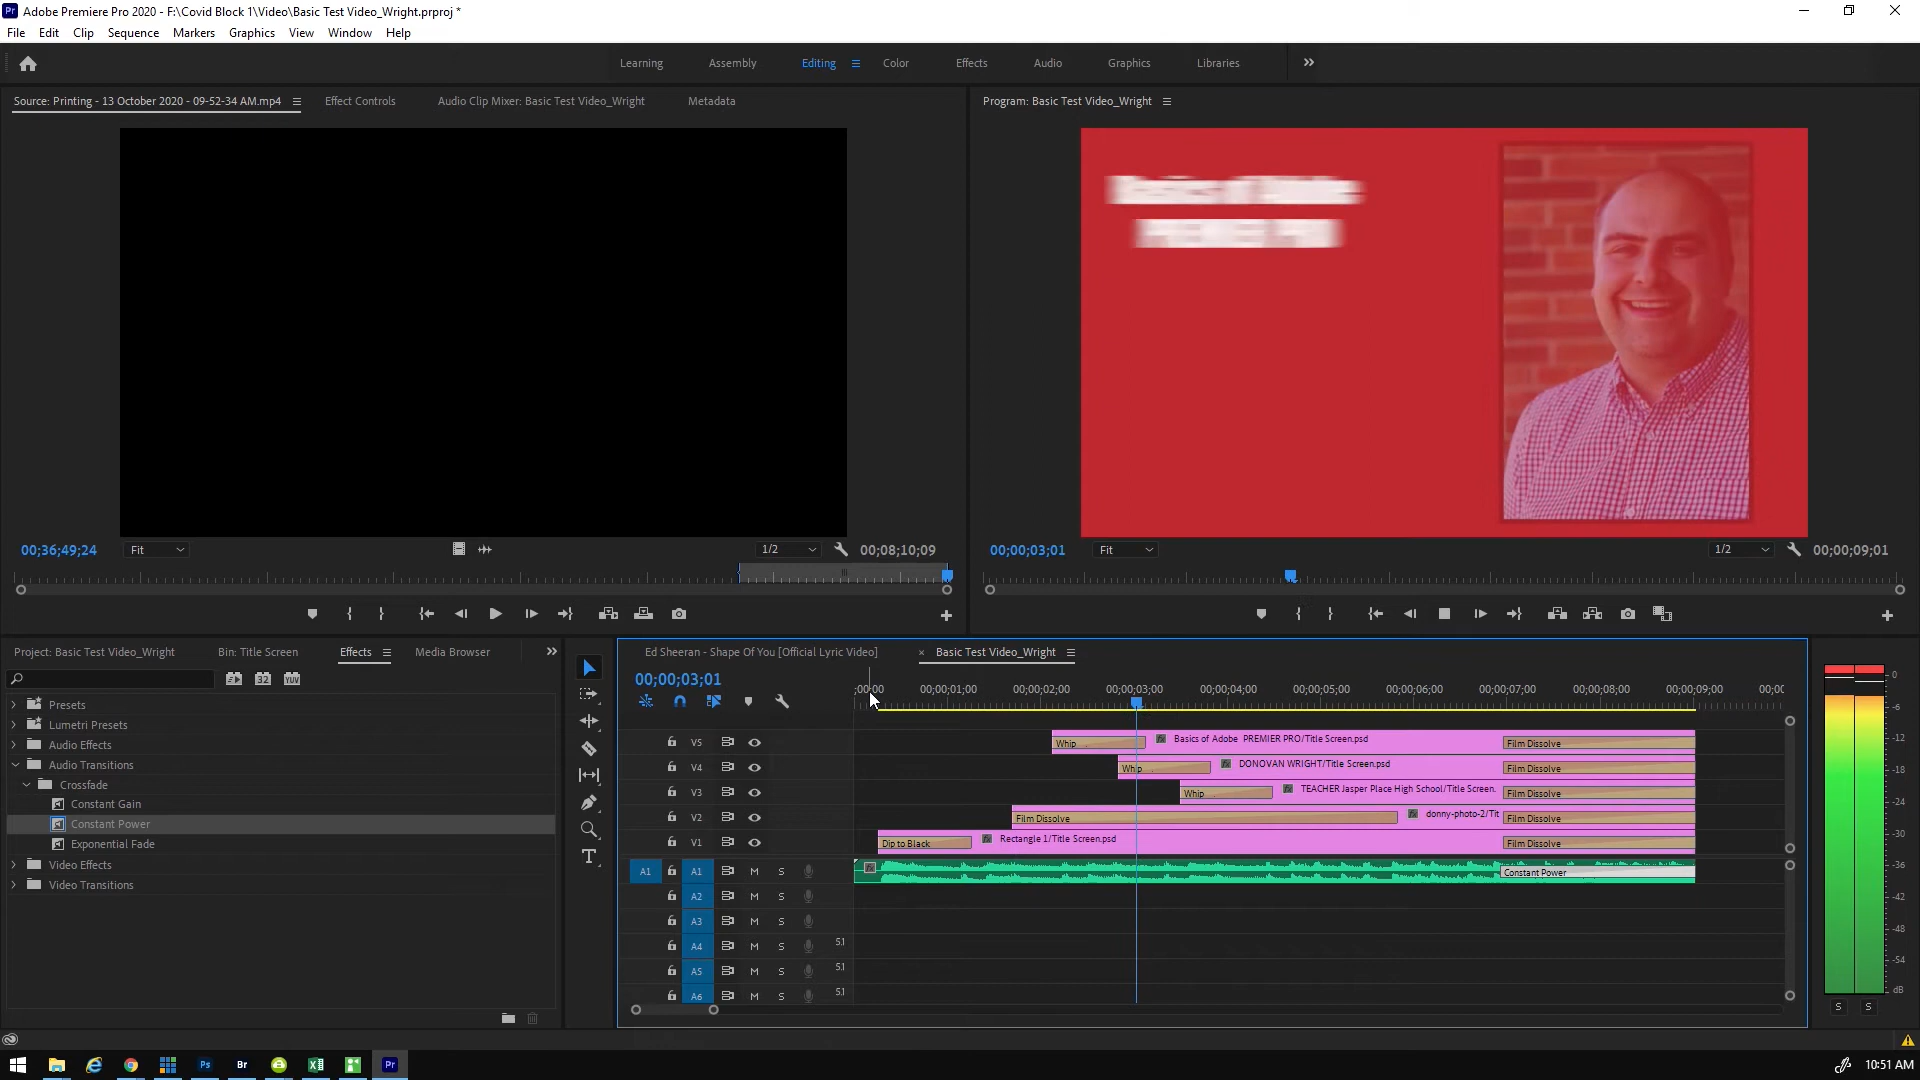 Adobe Premiere Pro 2020 - F:\Covid Block 1\Video\Basic Test Video_Wright.prproj *
File Edit Clip Sequence Markers Graphics View Window Help
Learning Assembly Editing Color Effects Audio Graphics Libraries
Source: Printing - 13 October 2020 - 09-52-34 AM.mp4 Effect Controls Audio Clip Mixer: Basic Test Video_Wright Metadata
Program: Basic Test Video_Wright
00;36;49;24 Fit 1/2 00;08;10;09
00;00;03;01 Fit 1/2 00;00;09;01
Project: Basic Test Video_Wright Bin: Title Screen Effects Media Browser
Presets
Lumetri Presets
Audio Effects
Audio Transitions
Crossfade
Constant Gain
Constant Power
Exponential Fade
Video Effects
Video Transitions
Ed Sheeran - Shape Of You [Official Lyric Video] × Basic Test Video_Wright
00;00;03;01
;00;00 00;00;01;00 00;00;02;00 00;00;03;00 00;00;04;00 00;00;05;00 00;00;06;00 00;00;07;00 00;00;08;00 00;00;09;00 00;00
V5 Whip Basics of Adobe PREMIER PRO/Title Screen.psd Film Dissolve
V4 Whip DONOVAN WRIGHT/Title Screen.psd Film Dissolve
V3 Whip TEACHER Jasper Place High School/Title Screen. Film Dissolve
V2 Film Dissolve donny-photo-2/Tit Film Dissolve
V1 Dip to Black Rectangle 1/Title Screen.psd Film Dissolve
A1 A1 M S Constant Power
A2 M S
A3 M S
A4 M S 5.1
A5 M S 5.1
A6 M S 5.1
0
-6
-12
-18
-24
-30
-36
-42
-48
-54
dB
S S
Ps Br Pr
10:51 AM